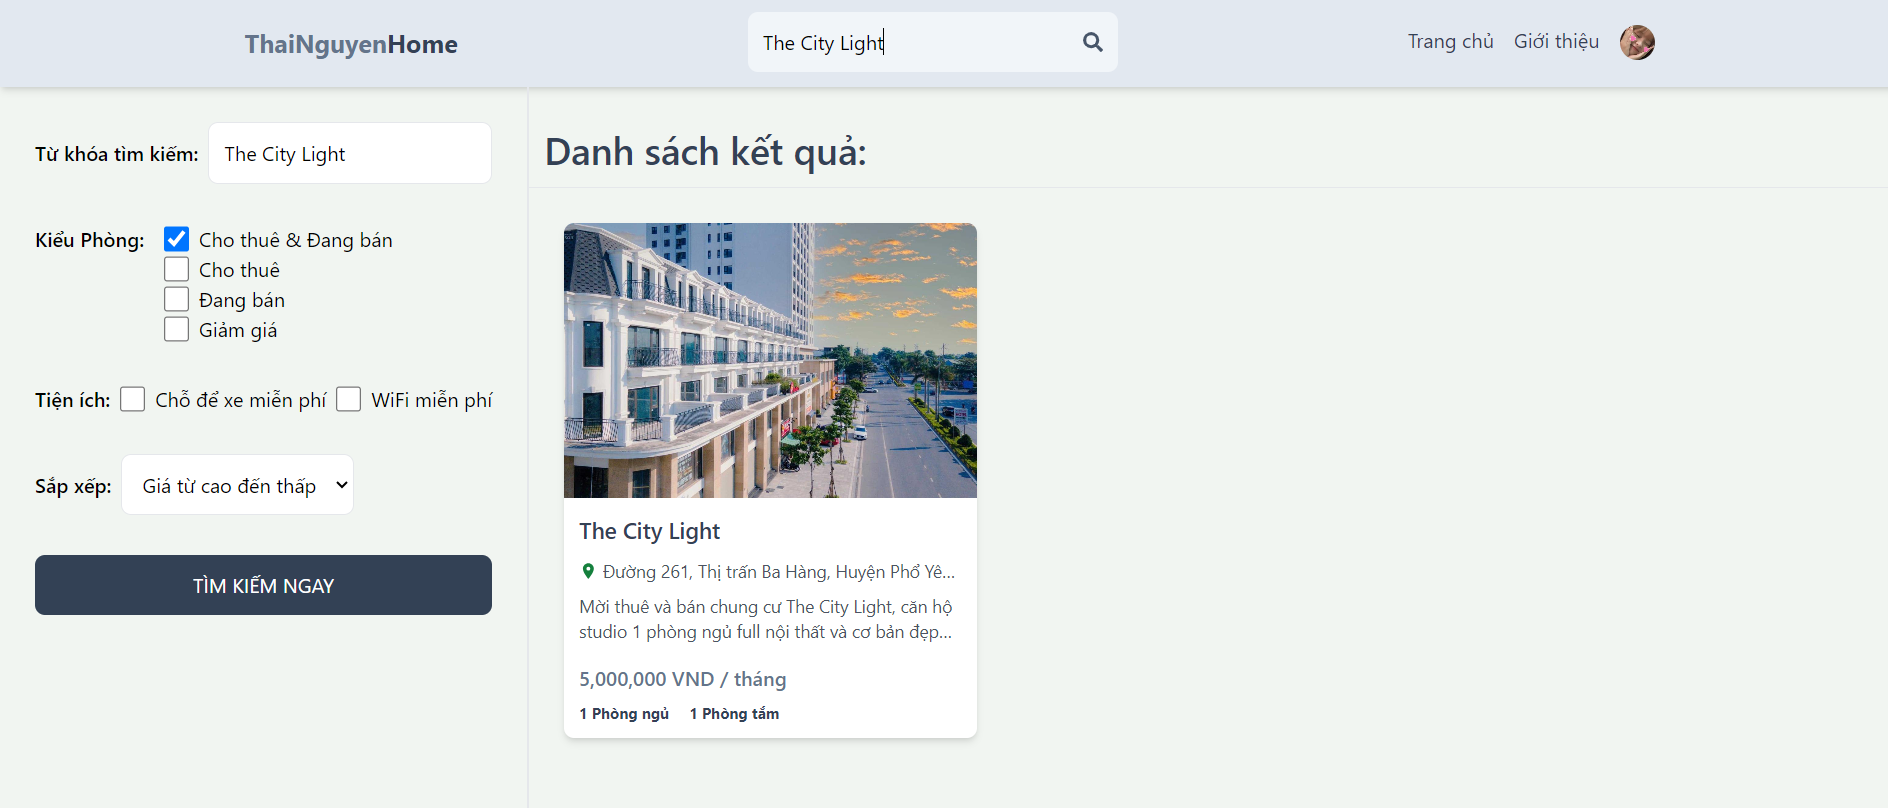 ThaiNguyenHome
The City Light
Trang chủ
Giới thiệu
Từ khóa tìm kiếm:
The City Light
Kiểu Phòng:
Cho thuê & Đang bán
Cho thuê
Đang bán
Giảm giá
Tiện ích:
Chỗ để xe miễn phí
WiFi miễn phí
Sắp xếp:
Giá từ cao đến thấp
TÌM KIẾM NGAY
Danh sách kết quả:
The City Light
Đường 261, Thị trấn Ba Hàng, Huyện Phổ Yê...
Mời thuê và bán chung cư The City Light, căn hộ
studio 1 phòng ngủ full nội thất và cơ bản đẹp...
5,000,000 VND / tháng
1 Phòng ngủ
1 Phòng tắm